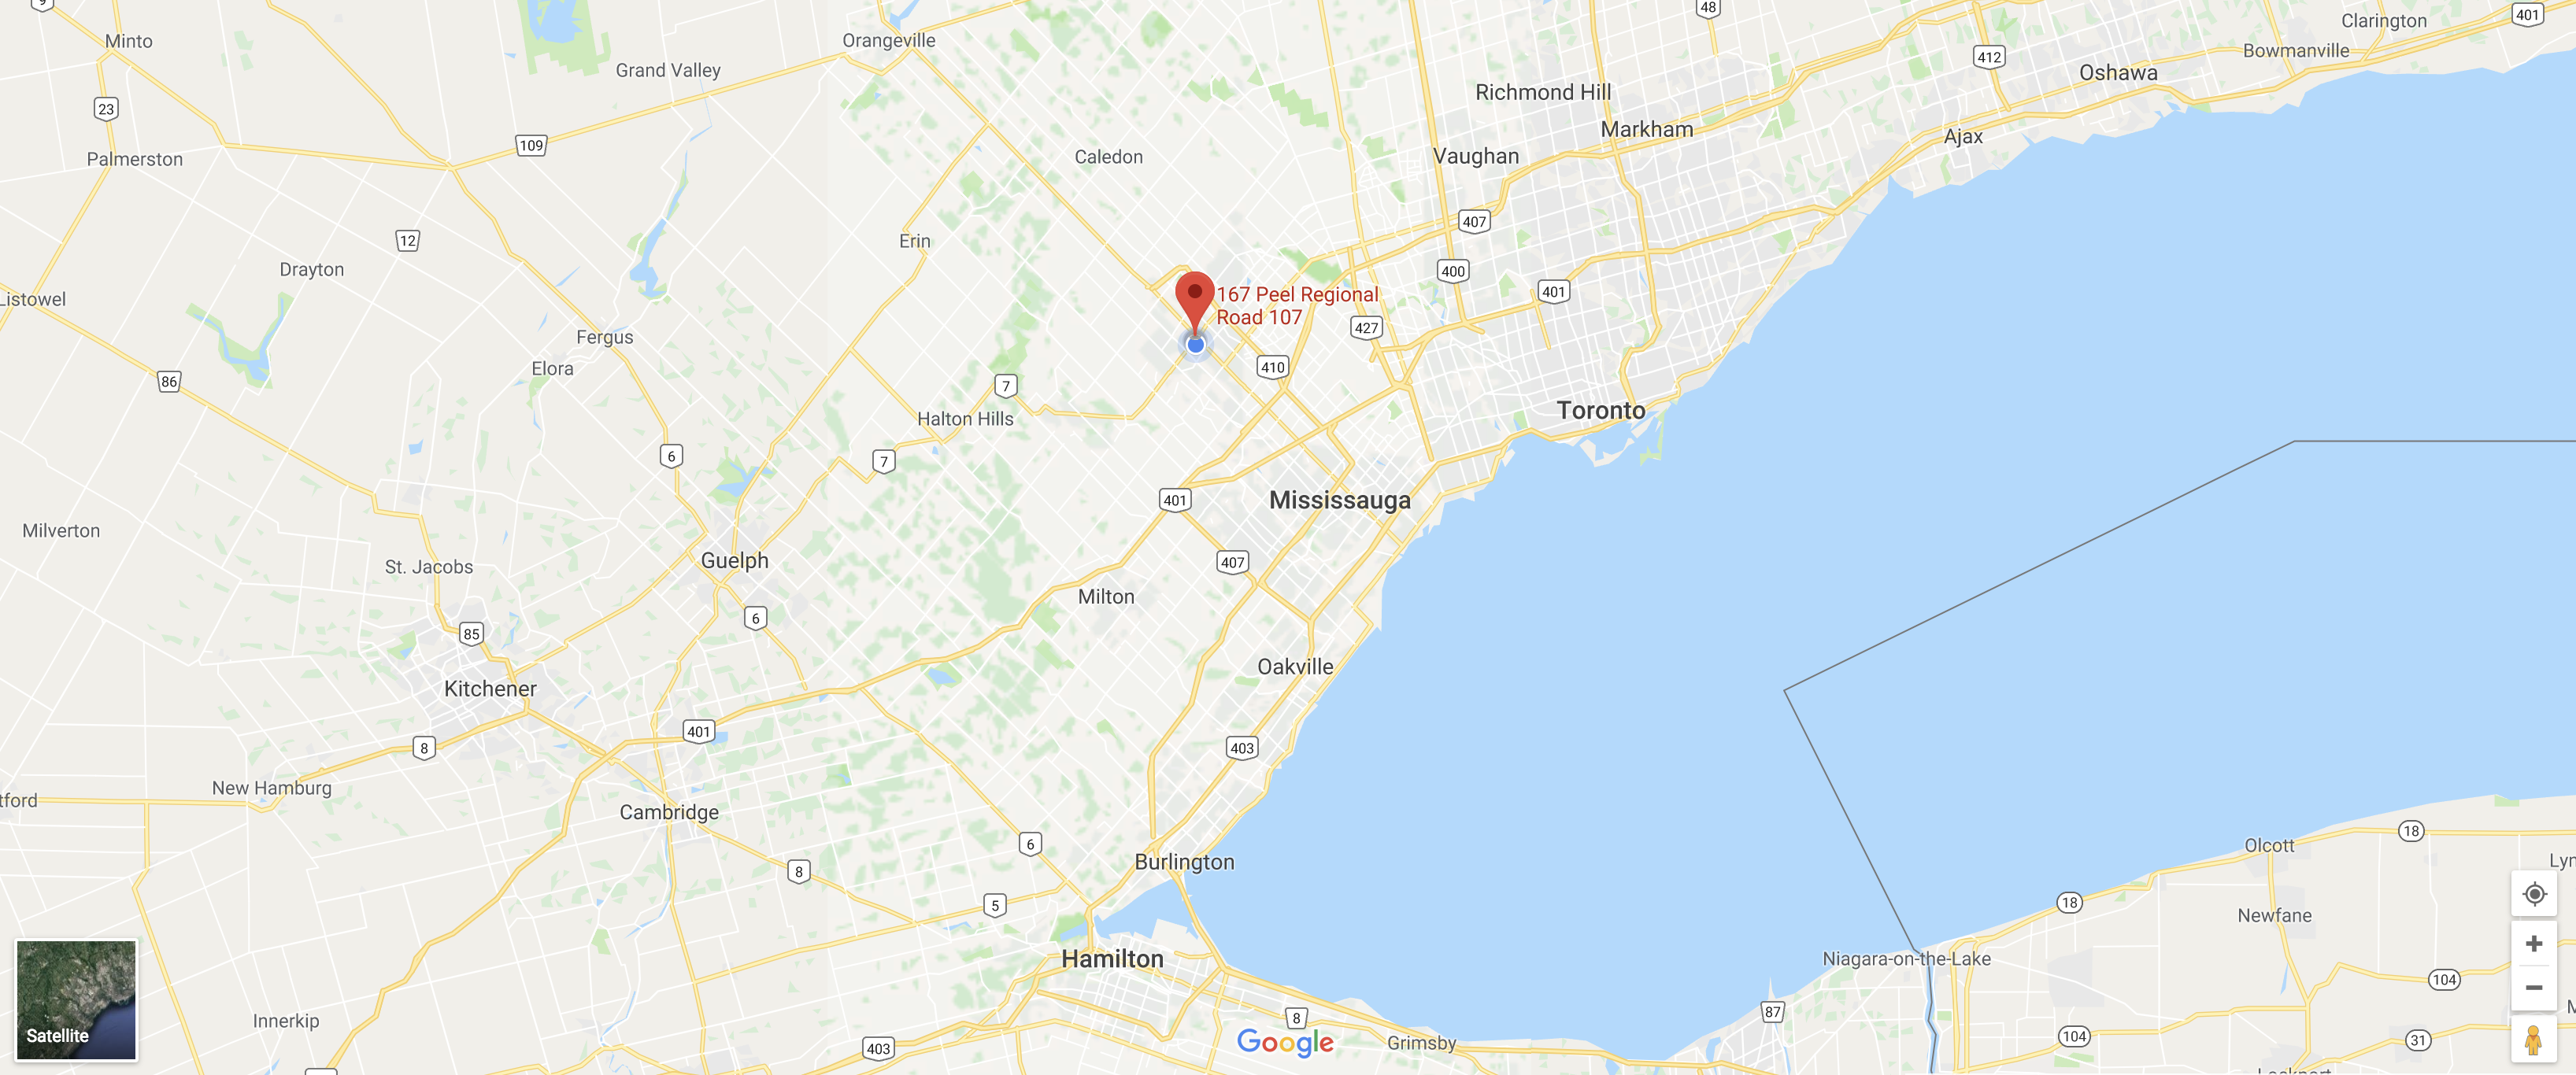 9
48
Clarington
401
Minto
Orangeville
Bowmanville
412
Grand Valley
Oshawa
Richmond Hill
23
Markham
Ajax
109
Palmerston
Caledon
Vaughan
407
12
Erin
Drayton
400
401
Listowel
167 Peel Regional
Road 107
427
Fergus
Elora
410
86
7
Toronto
Halton Hills
6
7
401
Mississauga
Milverton
Guelph
407
St. Jacobs
Milton
6
85
Oakville
Kitchener
401
8
403
New Hamburg
tford
Cambridge
18
6
Olcott
Burlington
8
Lyn
18
5
Newfane
Hamilton
Niagara-on-the-Lake
104
87
8
Innerkip
Satellite
104
31
Google
Grimsby
403